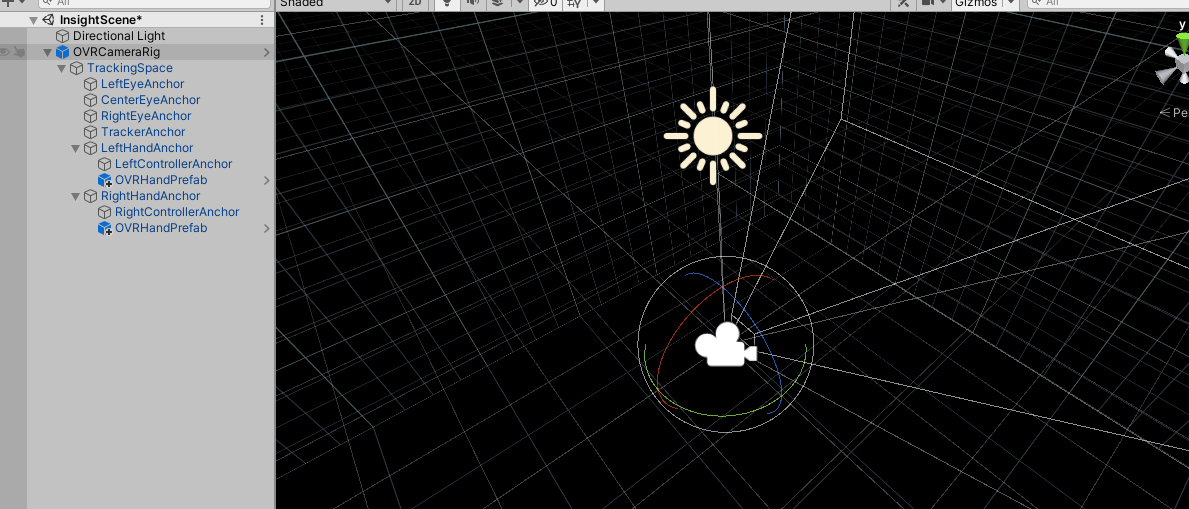 All
Shaded
2D
0
Gizmos
All
InsightScene*
Directional Light
OVRCameraRig
TrackingSpace
LeftEyeAnchor
CenterEyeAnchor
RightEyeAnchor
TrackerAnchor
LeftHandAnchor
LeftControllerAnchor
OVRHandPrefab
RightHandAnchor
RightControllerAnchor
OVRHandPrefab
y
Pe